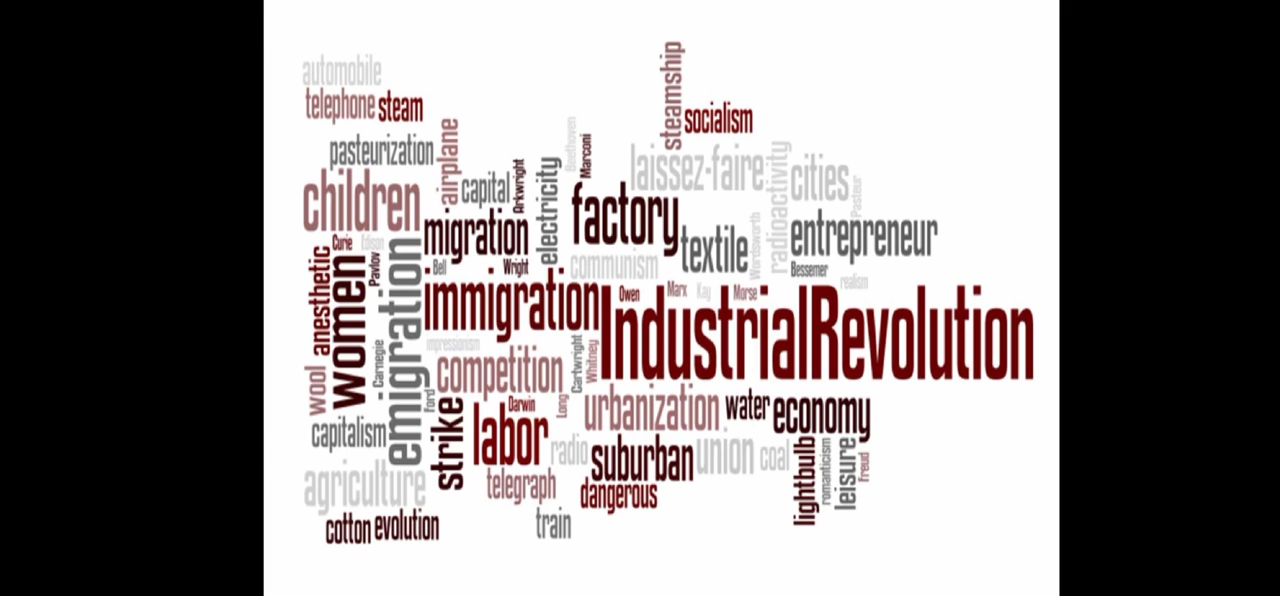 automobile
telephone
steam
steamship
socialism
pasteurization
airplane
Beethoven
Marconi
laissez-faire
radioactivity
cities
Pasteur
children
capital
Arkwright
electricity
factory
migration
textile
Wordsworth
entrepreneur
Curie
Edison
Pavlov
Bell
Wright
communism
Bessemer
realism
anesthetic
women
emigration
immigration
Owen
Marx
Kay
Morse
IndustrialRevolution
impressionism
Carnegie
competition
Cartwright
Whitney
wool
ford
Darwin
Long
urbanization
water
economy
capitalism
strike
labor
radio
suburban
union
coal
lightbulb
romanticism
leisure
freud
agriculture
telegraph
dangerous
cotton
evolution
train